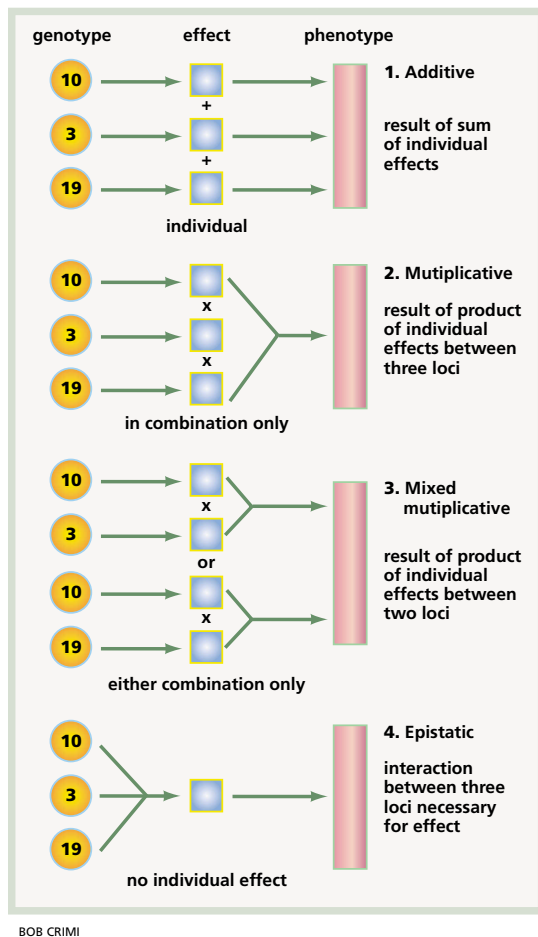 genotype effect phenotype
10
+
3
+
19
individual
1. Additive
result of sum
of individual
effects
10
x
3
x
19
in combination only
2. Mutiplicative
result of product
of individual
effects between
three loci
10
x
3
or
10
x
19
either combination only
3. Mixed
mutiplicative
result of product
of individual
effects between
two loci
10
3
19
no individual effect
4. Epistatic
interaction
between three
loci necessary
for effect
BOB CRIMI